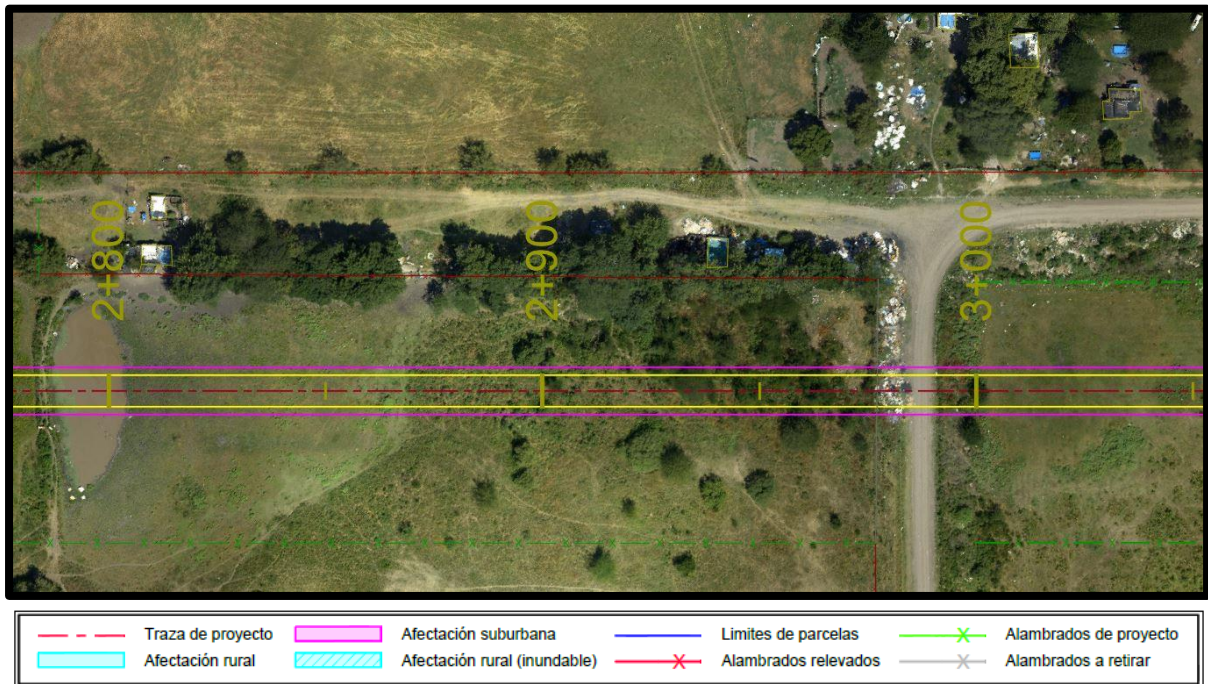 2+800
2+900
3+000
Traza de proyecto
Afectación suburbana
Limites de parcelas
Alambrados de proyecto
Afectación rural
Afectación rural (inundable)
Alambrados relevados
Alambrados a retirar